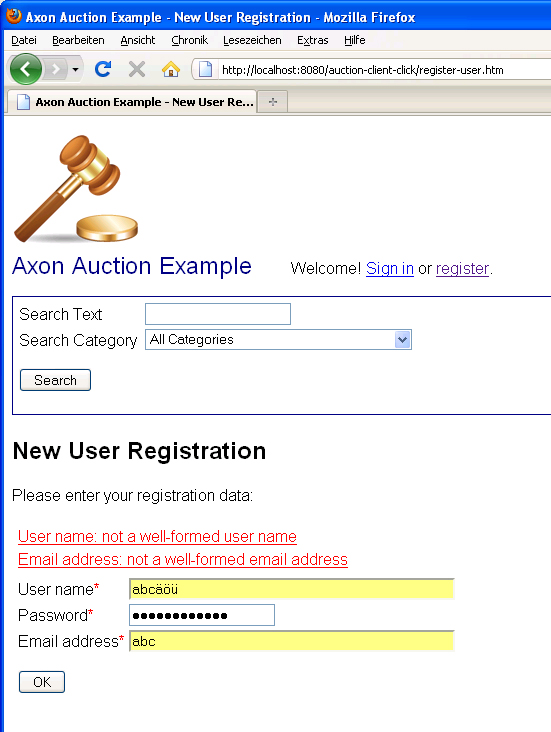 Axon Auction Example - New User Registration - Mozilla Firefox
Datei Bearbeiten Ansicht Chronik Lesezeichen Extras Hilfe
http://localhost:8080/auction-client-click/register-user.htm
Axon Auction Example - New User Re...
Axon Auction Example Welcome! Sign in or register.
Search Text
Search Category All Categories
Search
New User Registration
Please enter your registration data:
User name: not a well-formed user name
Email address: not a well-formed email address
User name* abcäöü
Password* ●●●●●●●●●●●●
Email address* abc
OK